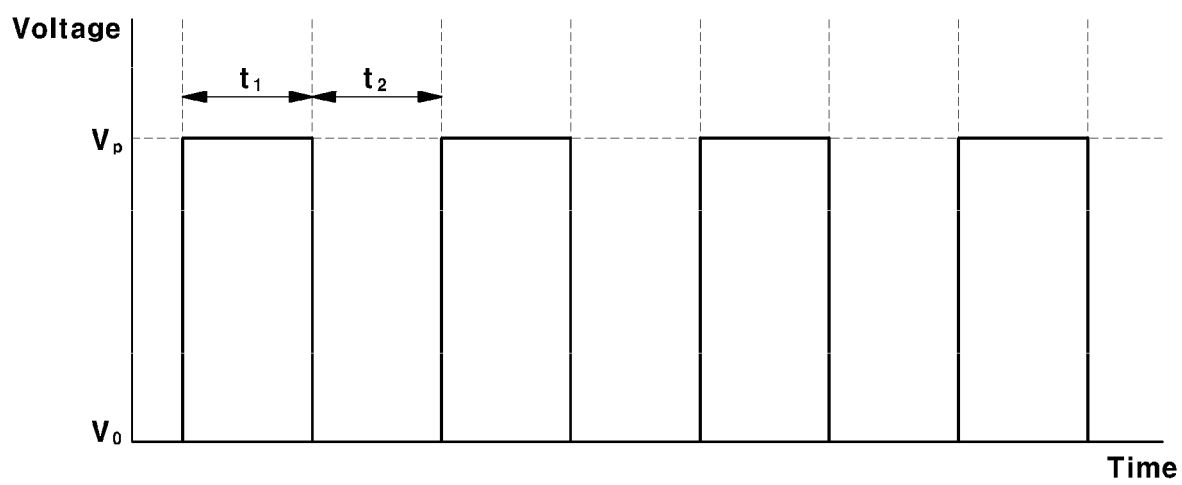 Voltage
t₁ t₂
Vₚ
V₀
Time